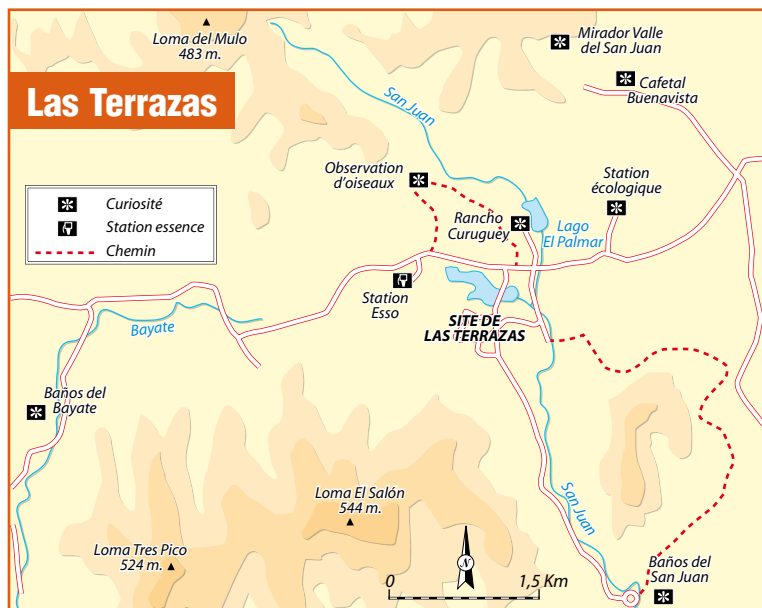 Las Terrazas
Loma del Mulo
483 m.
Mirador Valle
del San Juan
Cafetal
Buenavista
San Juan
Observation
d'oiseaux
Station
écologique
Curiosité
Station essence
Chemin
Rancho
Curuguey
Lago
El Palmar
Station
Esso
SITE DE
LAS TERRAZAS
Bayate
Baños del
Bayate
Loma El Salón
544 m.
San Juan
Loma Tres Pico
524 m.
N
0 1,5 Km
Baños del
San Juan